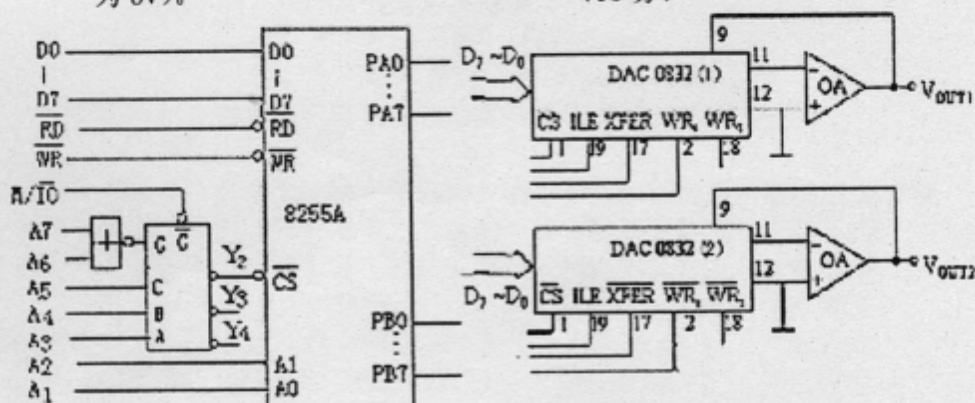 D0
D0
D7
D7
RD
RD
WR
WR
M/IO
8255A
A7
A6
A5
A4
A3
A2
A1
G
C
B
A
Y2
Y3
Y4
CS
A1
A0
PA0
PA7
PB0
PB7
D7 ~D0
9
DAC 0832 (1)
11
12
CS ILE XFER WR1 WR2
1 19 17 2 18
- OA
+
VOUT1
D7 ~D0
9
DAC 0832 (2)
11
12
CS ILE XFER WR1 WR2
1 19 17 2 18
- OA
+
VOUT2